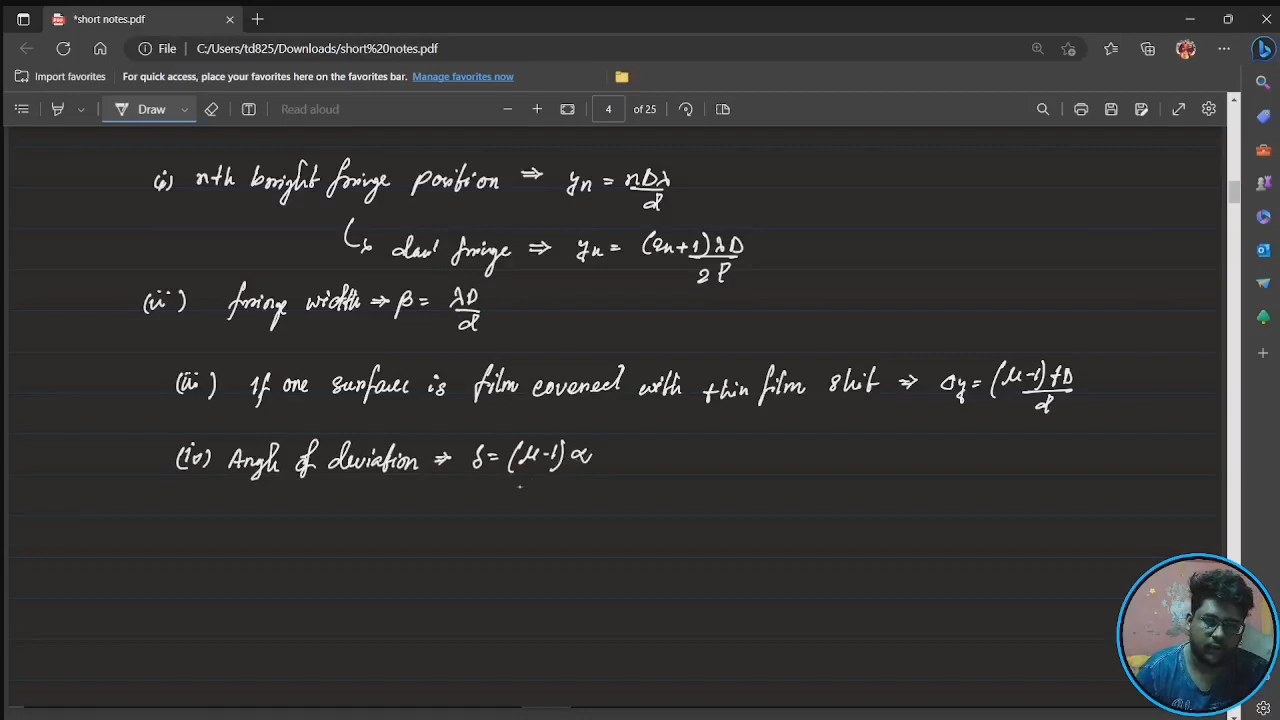 *short notes.pdf
File C:/Users/td825/Downloads/short%20notes.pdf
Import favorites For quick access, place your favorites here on the favorites bar. Manage favorites now
Draw Read aloud 4 of 25
(i) nth bright fringe position ⇒ yn = nDλ/d
fringe ⇒ yn = (2n+1)λD/2
(ii) fringe width ⇒ β = λD/d
(iii) If one surface is film covered with thin film shit ⇒ Δy = (μ-1)tD/d
(iv) Angle of deviation ⇒ δ = (μ-1)α